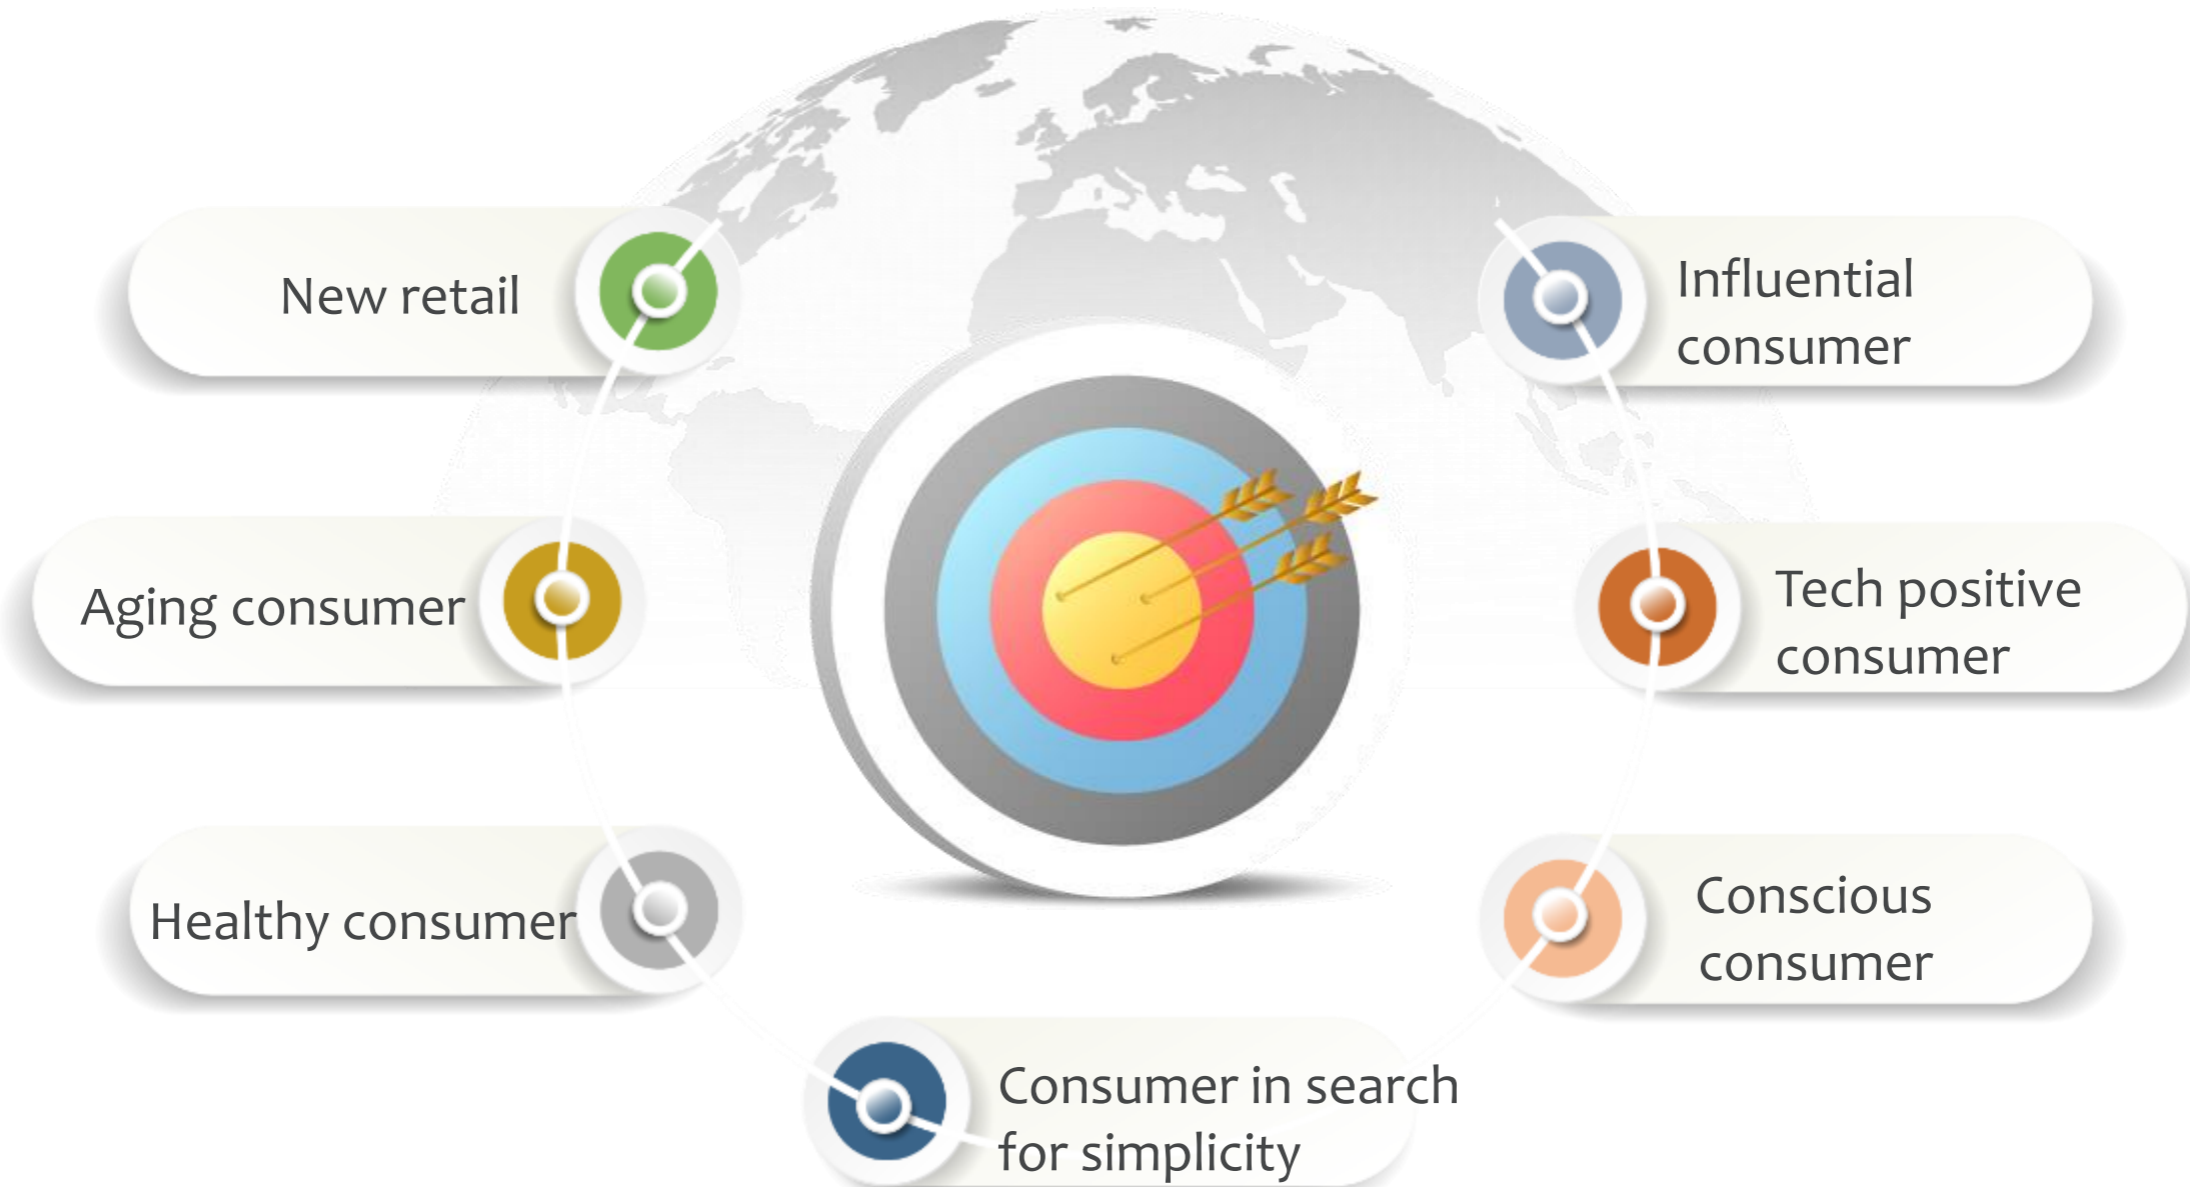 New retail
Influential
consumer
Aging consumer
Tech positive
consumer
Healthy consumer
Conscious
consumer
Consumer in search
for simplicity